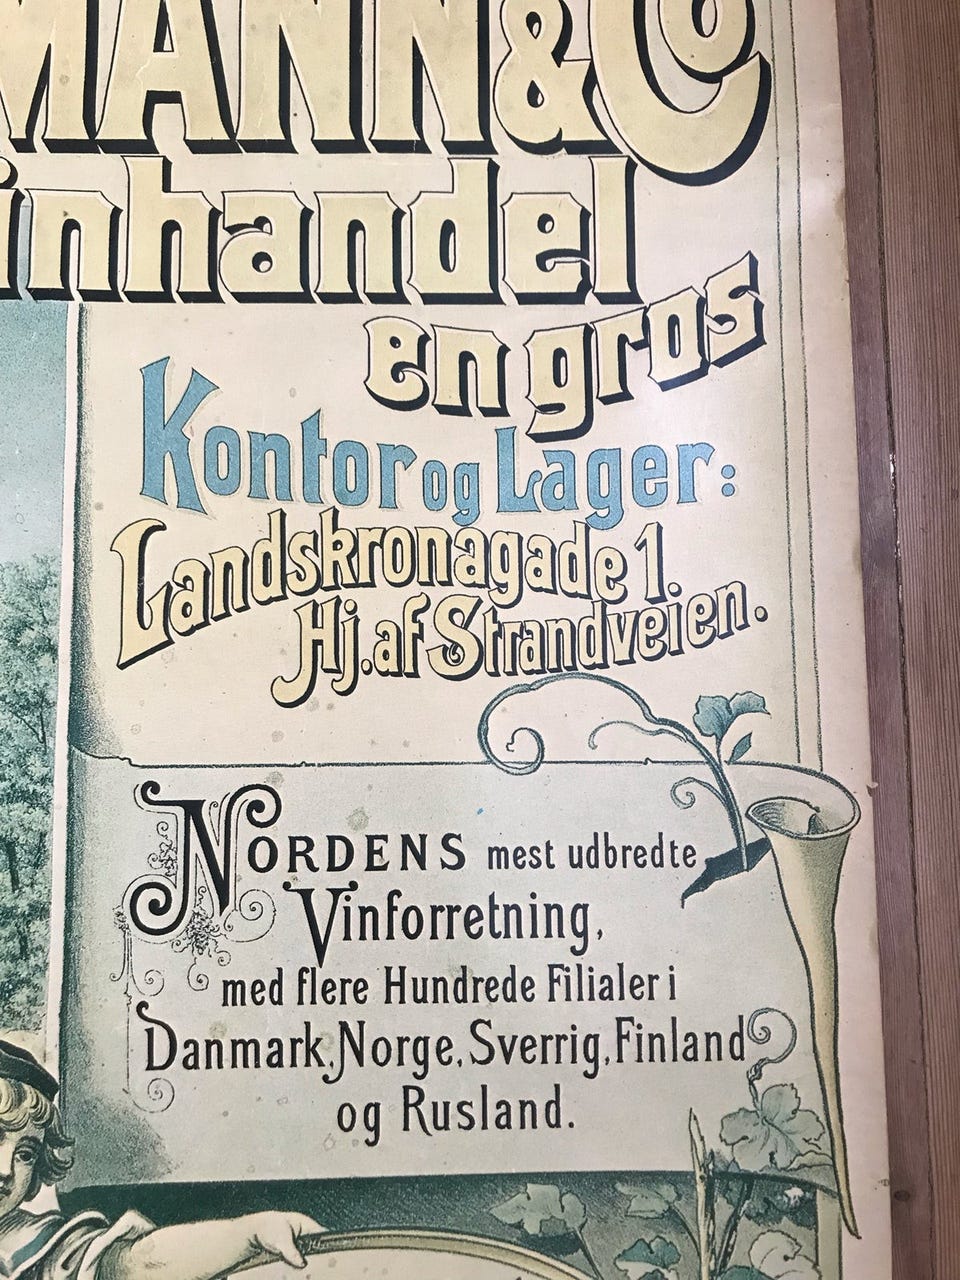 MANN & Co
inhandel
en gros
Kontor og Lager:
Landskronagade 1.
Hj. af Strandveien.
NORDENS mest udbredte
Vinforretning,
med flere Hundrede Filialer i
Danmark, Norge, Sverrig, Finland
og Rusland.